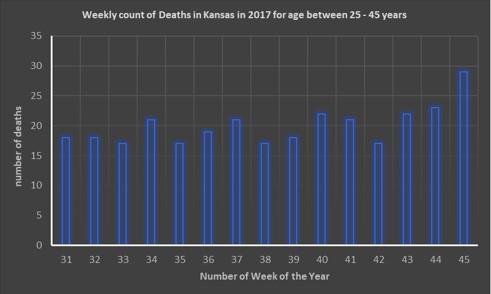 Weekly count of Deaths in Kansas in 2017 for age between 25 - 45 years
number of deaths
35
30
25
20
15
10
5
0
31 32 33 34 35 36 37 38 39 40 41 42 43 44 45
Number of Week of the Year